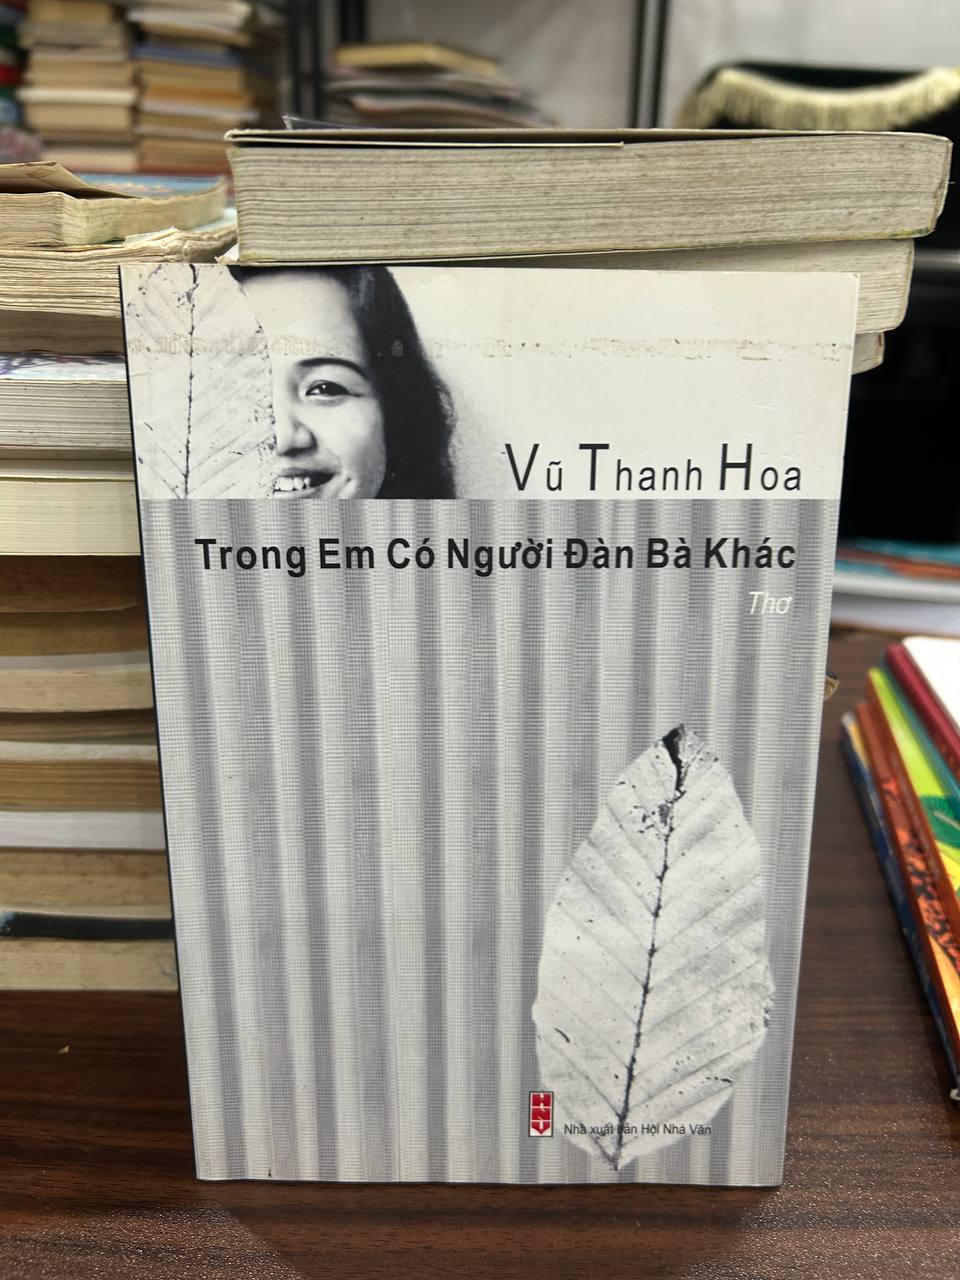 Vũ Thanh Hoa
Trong Em Có Người Đàn Bà Khác
Thơ
HNV
Nhà xuất bản Hội Nhà Văn